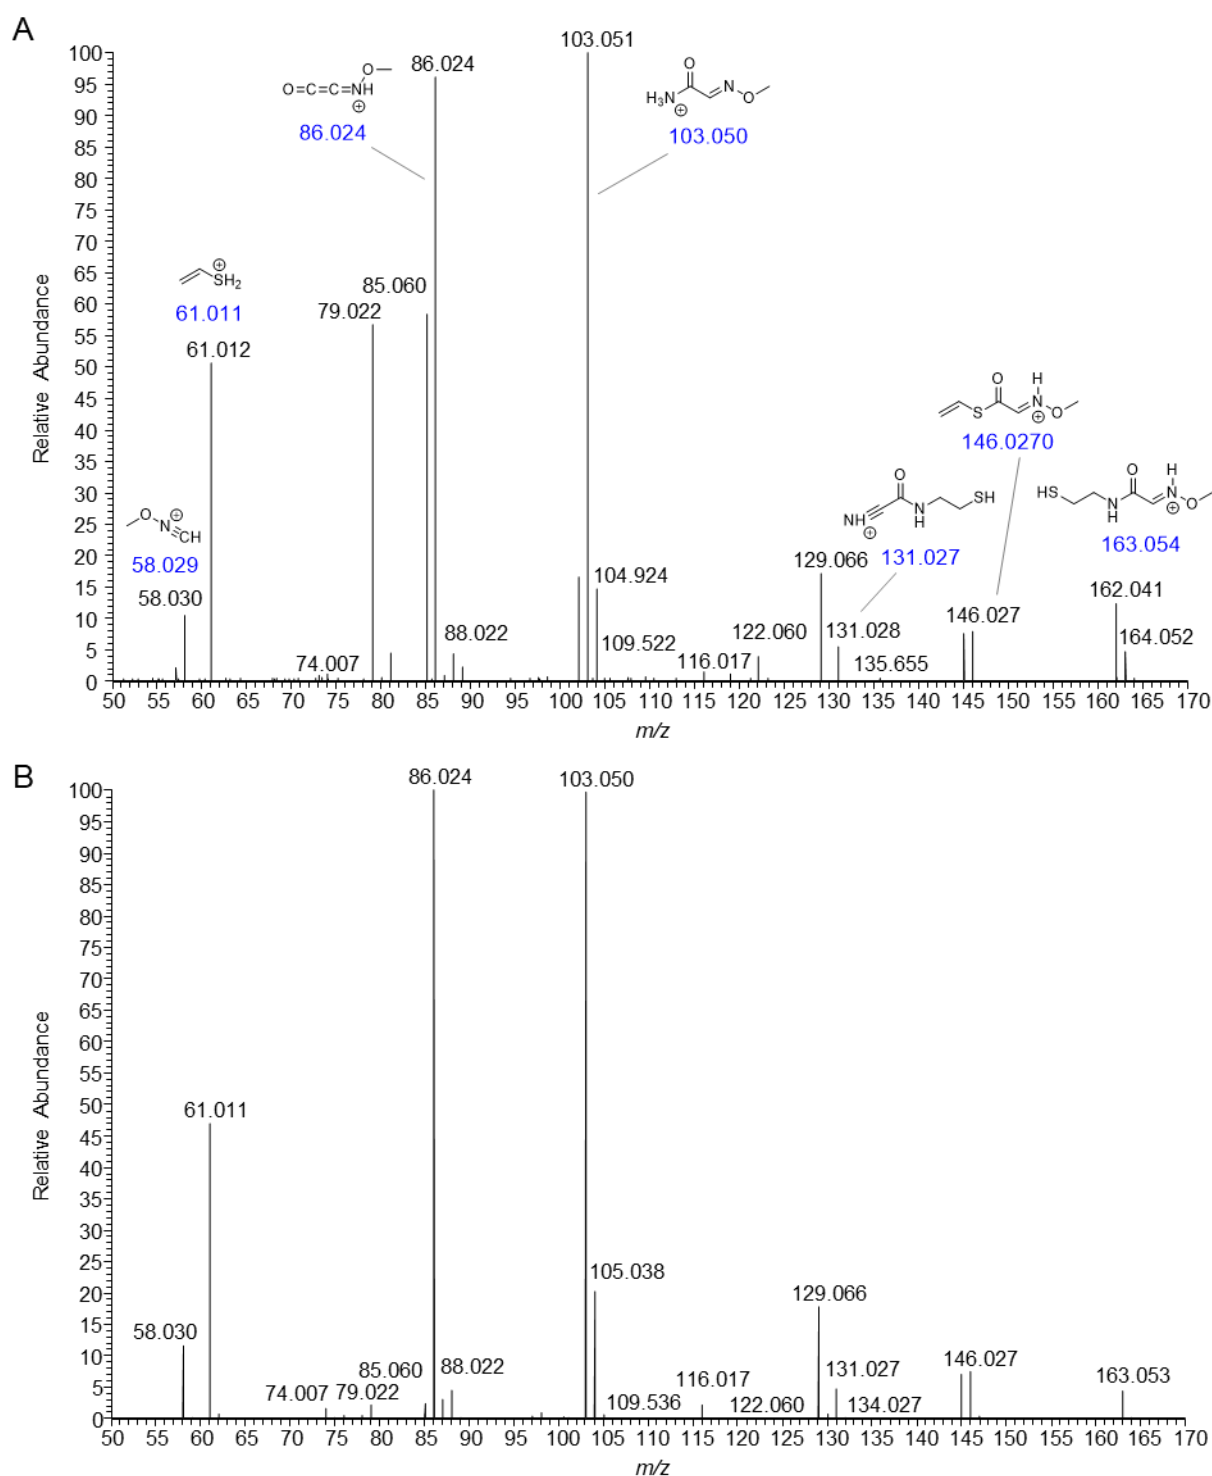 A
100
95
90
85
80
75
70
65
60
55
50
45
40
35
30
25
20
15
10
5
0
Relative Abundance
103.051
86.024
O=C=C=NH
O
⊕
86.024
O
H3N
⊕
N
O
103.050
⊕
SH2
61.011
61.012
85.060
79.022
O
N
⊕
CH
58.029
58.030
74.007
88.022
104.924
109.522
116.017
122.060
129.066
131.028
135.655
146.027
162.041
164.052
O
H
S
N
⊕
O
146.0270
O
SH
NH
⊕
N
H
131.027
HS
O
H
N
H
N
⊕
O
163.054
50 55 60 65 70 75 80 85 90 95 100 105 110 115 120 125 130 135 140 145 150 155 160 165 170
m/z
B
100
95
90
85
80
75
70
65
60
55
50
45
40
35
30
25
20
15
10
5
0
Relative Abundance
86.024
103.050
61.011
58.030
74.007
79.022
85.060
88.022
105.038
109.536
116.017
122.060
129.066
131.027
134.027
146.027
163.053
50 55 60 65 70 75 80 85 90 95 100 105 110 115 120 125 130 135 140 145 150 155 160 165 170
m/z